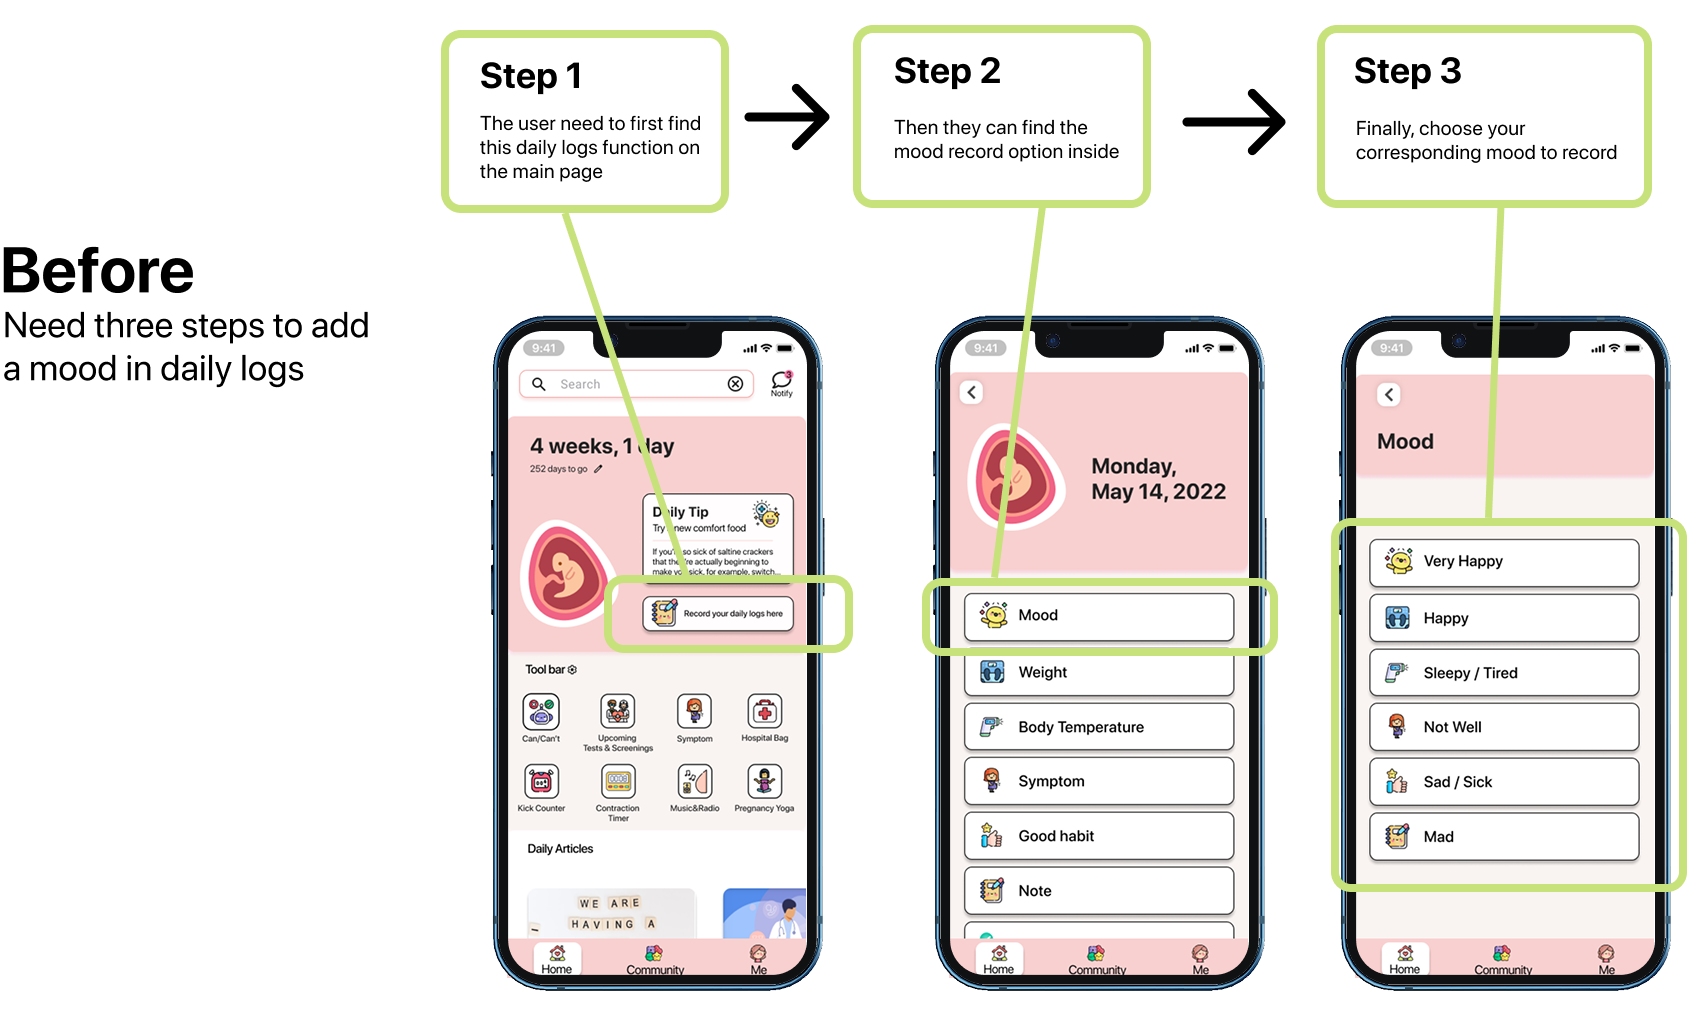 Step 1
The user need to first find
this daily logs function on
the main page
Step 2
Then they can find the
mood record option inside
Step 3
Finally, choose your
corresponding mood to record
Before
Need three steps to add
a mood in daily logs
9:41
Search
3
Notify
4 weeks, 1 day
252 days to go
Daily Tip
Try a new comfort food
If you're so sick of saltine crackers
that they're actually beginning to
make you sick, for example, switch...
Record your daily logs here
Tool bar
Can/Can't
Upcoming
Tests & Screenings
Symptom
Hospital Bag
Kick Counter
Contraction
Timer
Music&Radio
Pregnancy Yoga
Daily Articles
WE ARE
HAVING A
Home
Community
Me
9:41
Monday,
May 14, 2022
Mood
Weight
Body Temperature
Symptom
Good habit
Note
Home
Community
Me
9:41
Mood
Very Happy
Happy
Sleepy / Tired
Not Well
Sad / Sick
Mad
Home
Community
Me